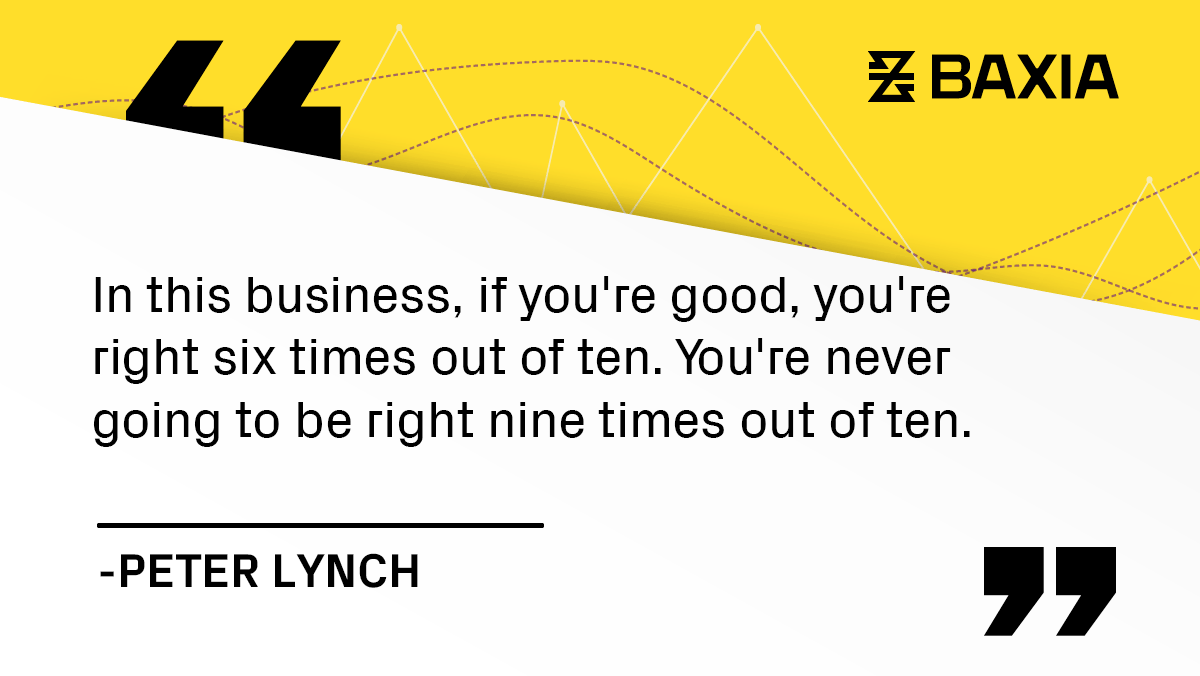 BAXIA
In this business, if you're good, you're
right six times out of ten. You're never
going to be right nine times out of ten.
-PETER LYNCH